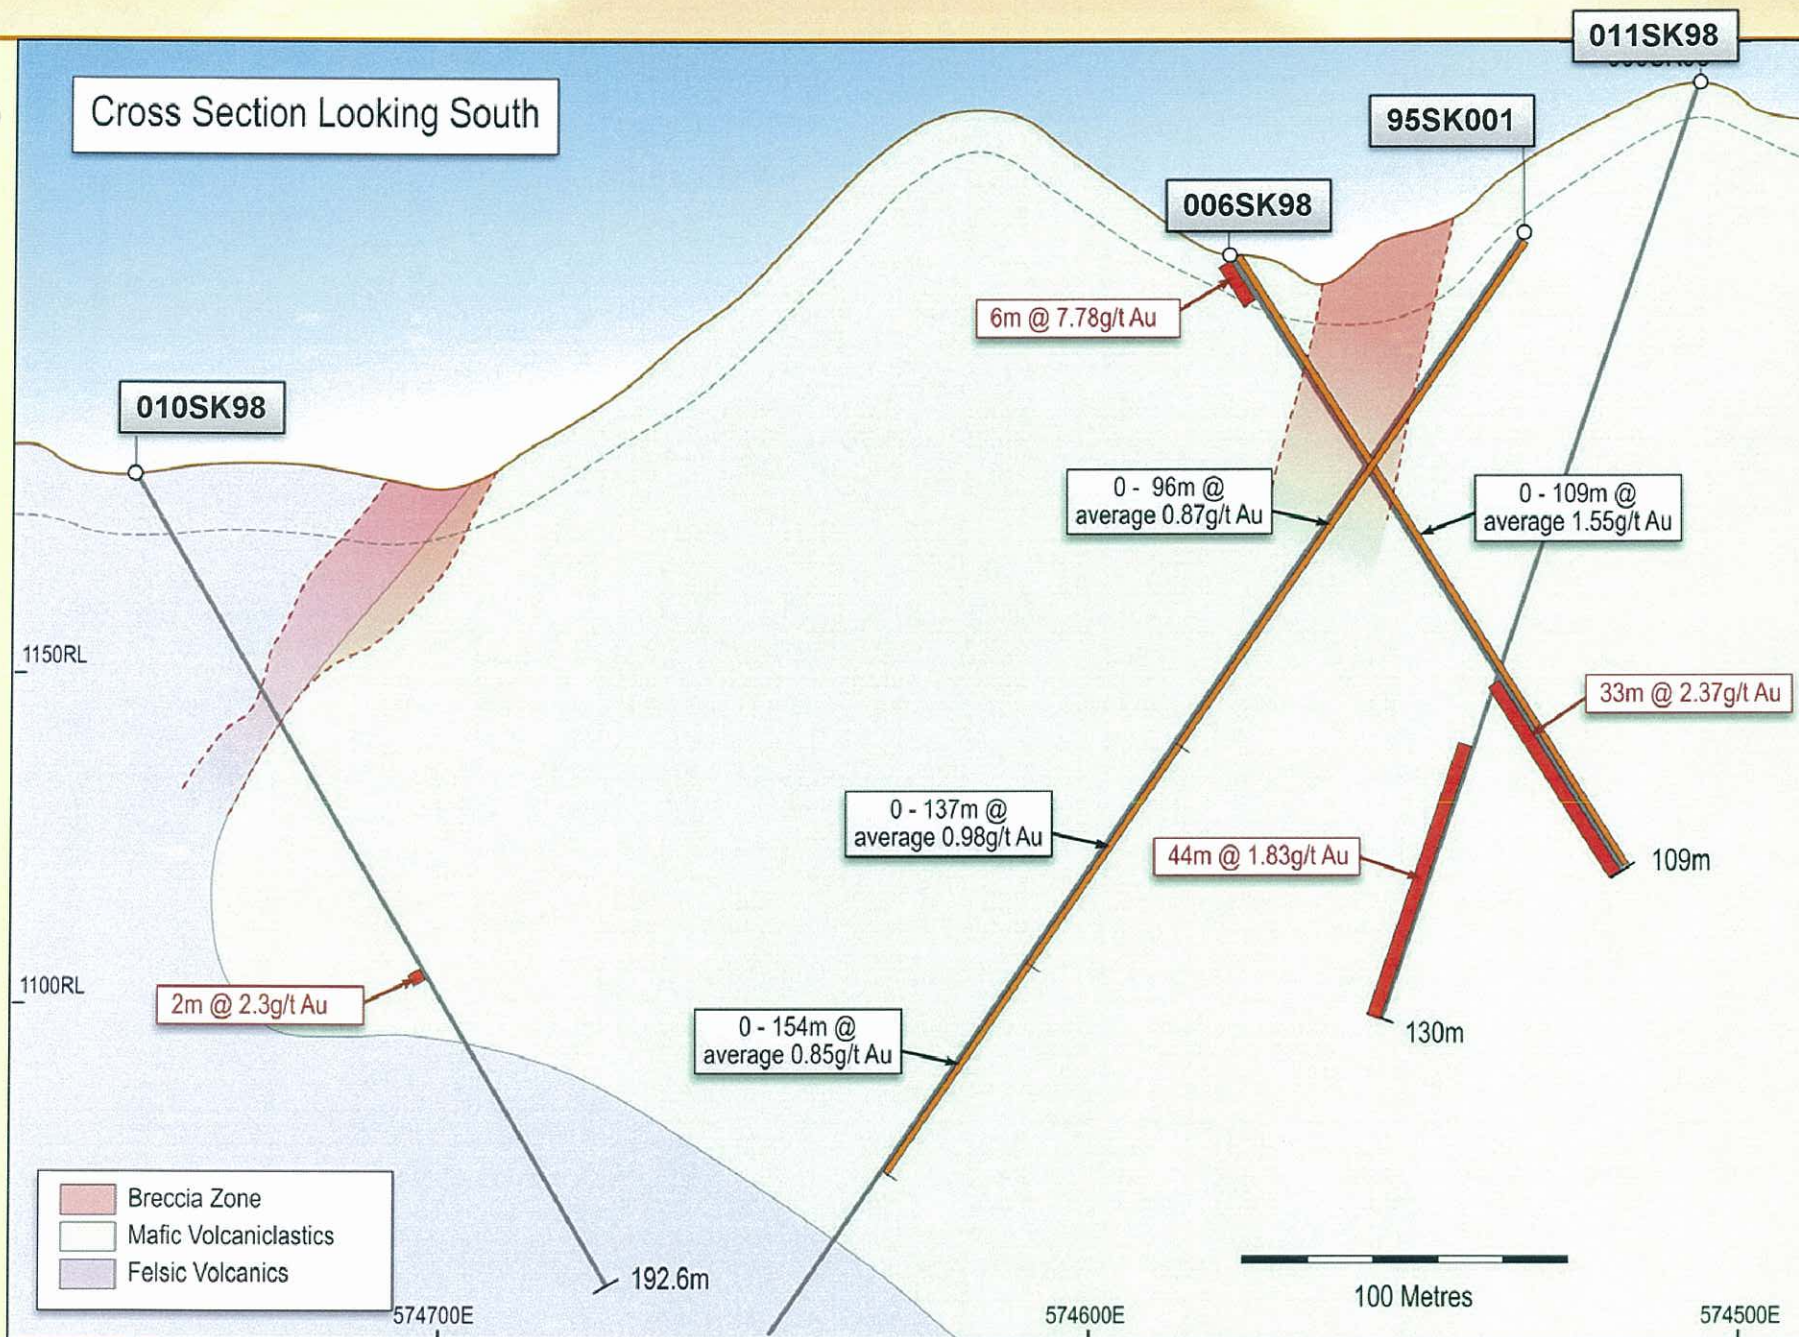 011SK98
Cross Section Looking South
95SK001
006SK98
6m @ 7.78g/t Au
010SK98
0 - 96m @
average 0.87g/t Au
0 - 109m @
average 1.55g/t Au
1150RL
33m @ 2.37g/t Au
0 - 137m @
average 0.98g/t Au
44m @ 1.83g/t Au
109m
1100RL
2m @ 2.3g/t Au
0 - 154m @
average 0.85g/t Au
130m
Breccia Zone
Mafic Volcaniclastics
Felsic Volcanics
192.6m
100 Metres
574700E
574600E
574500E